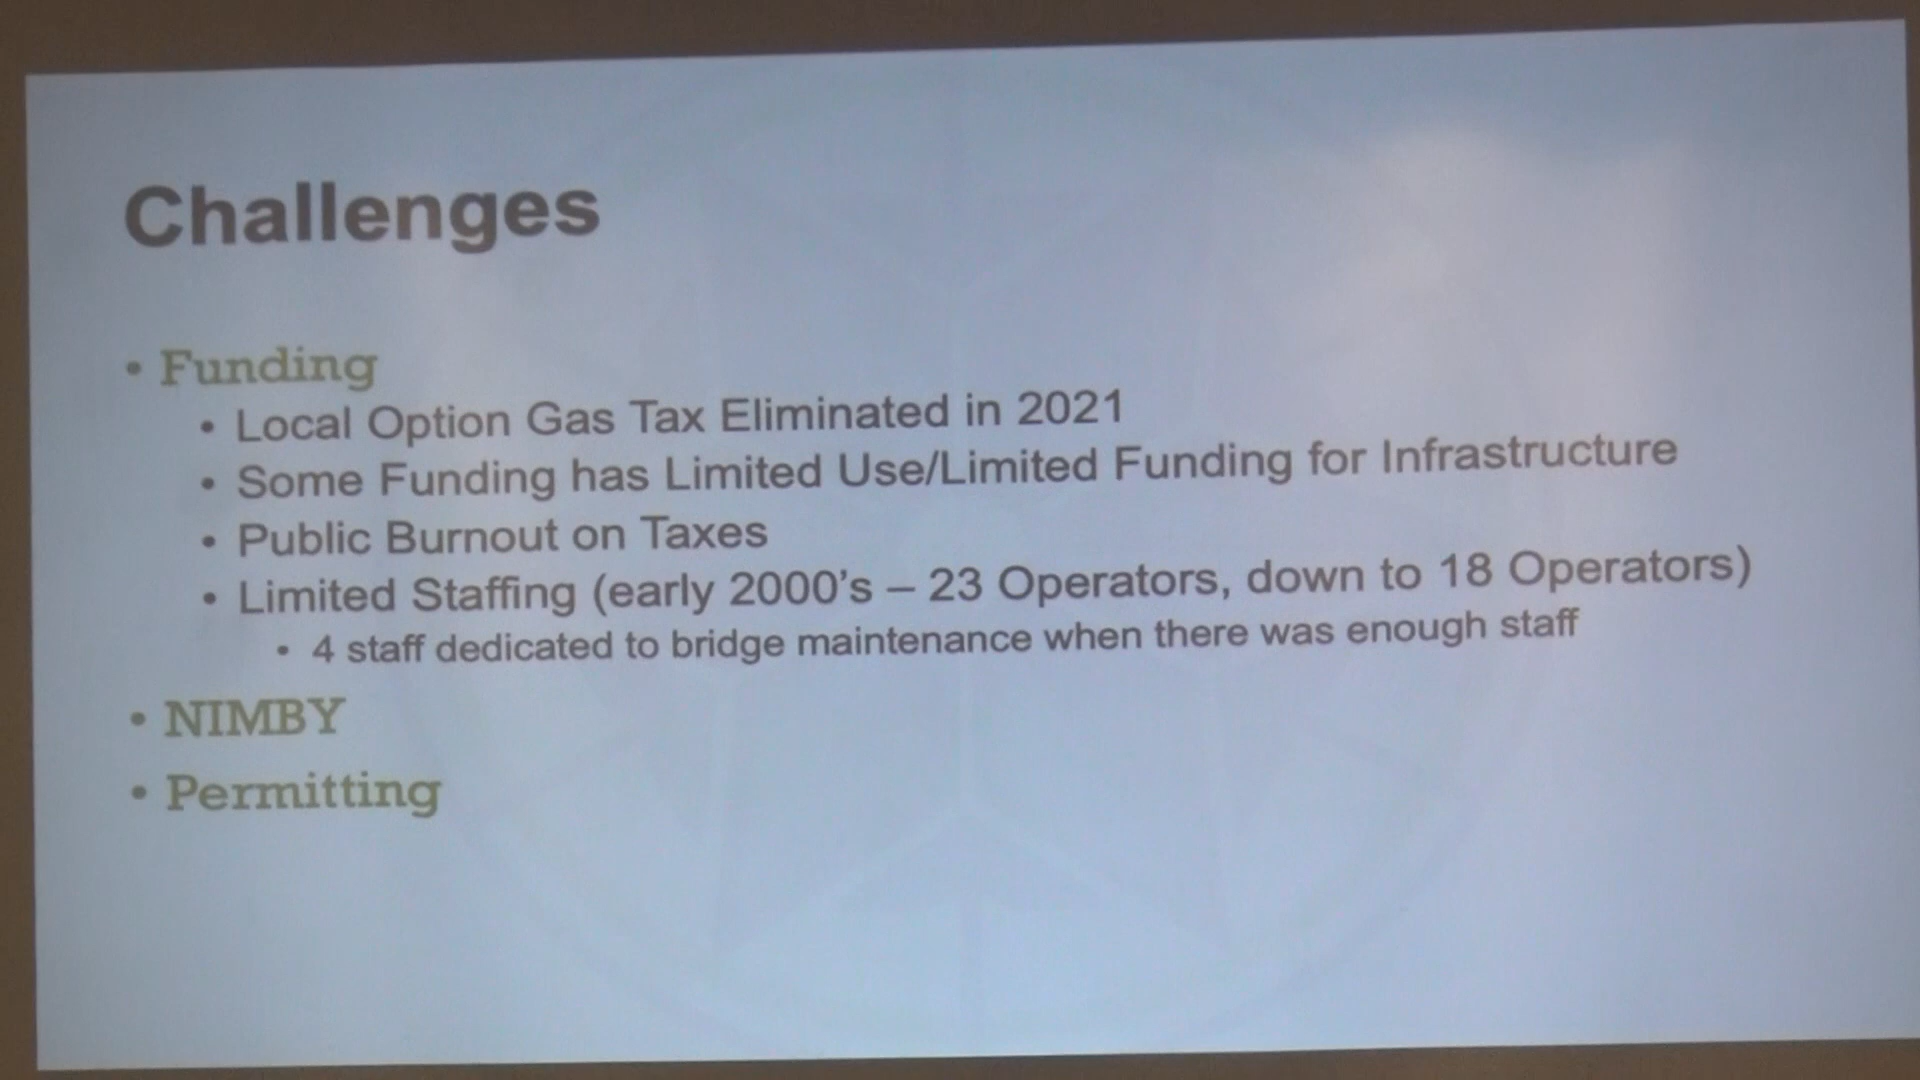 Challenges
• Funding
• Local Option Gas Tax Eliminated in 2021
• Some Funding has Limited Use/Limited Funding for Infrastructure
• Public Burnout on Taxes
• Limited Staffing (early 2000's – 23 Operators, down to 18 Operators)
• 4 staff dedicated to bridge maintenance when there was enough staff
• NIMBY
• Permitting